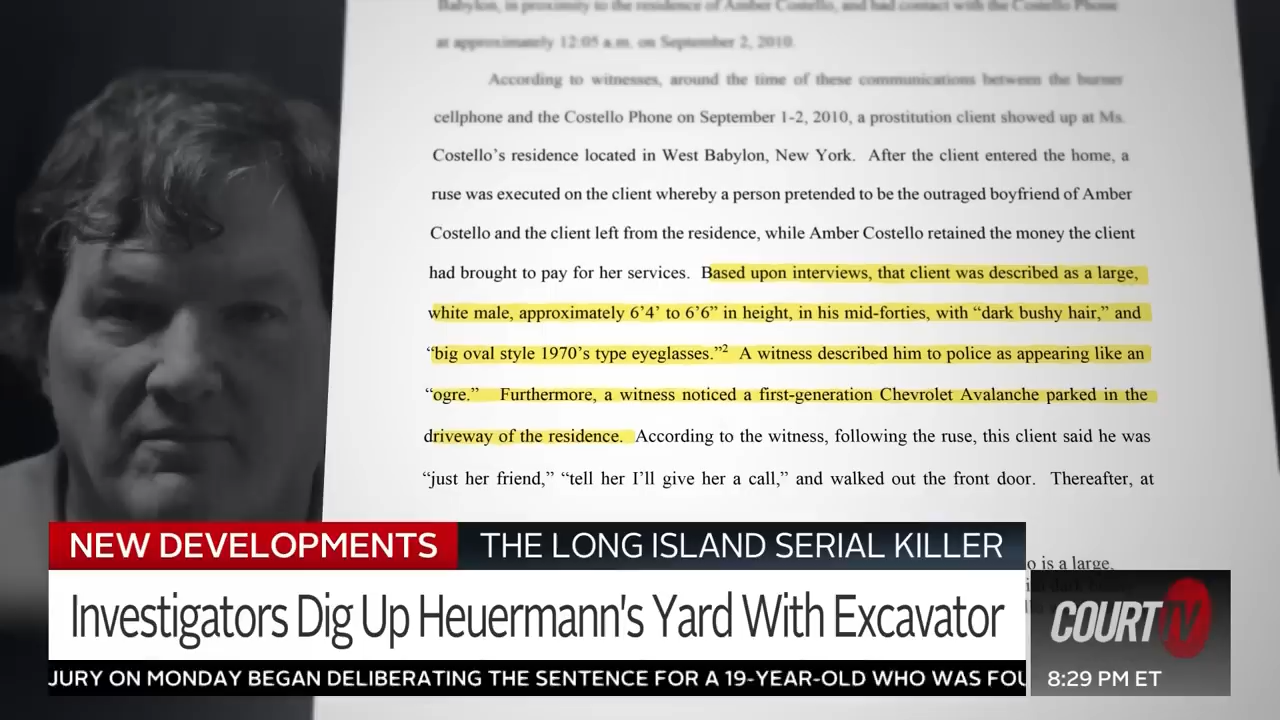 Babylon, in proximity to the residence of Amber Costello, and had contact with the Costello Phone
at approximately 12:05 a.m. on September 2, 2010.
According to witnesses, around the time of these communications between the burner
cellphone and the Costello Phone on September 1-2, 2010, a prostitution client showed up at Ms.
Costello's residence located in West Babylon, New York. After the client entered the home, a
ruse was executed on the client whereby a person pretended to be the outraged boyfriend of Amber
Costello and the client left from the residence, while Amber Costello retained the money the client
had brought to pay for her services. Based upon interviews, that client was described as a large,
white male, approximately 6'4' to 6'6" in height, in his mid-forties, with “dark bushy hair,” and
“big oval style 1970's type eyeglasses.”2 A witness described him to police as appearing like an
“ogre.” Furthermore, a witness noticed a first-generation Chevrolet Avalanche parked in the
driveway of the residence. According to the witness, following the ruse, this client said he was
“just her friend,” “tell her I'll give her a call,” and walked out the front door. Thereafter, at
o is a large,
NEW DEVELOPMENTS THE LONG ISLAND SERIAL KILLER
Investigators Dig Up Heuermann's Yard With Excavator
COURT TV
JURY ON MONDAY BEGAN DELIBERATING THE SENTENCE FOR A 19-YEAR-OLD WHO WAS FOU
8:29 PM ET